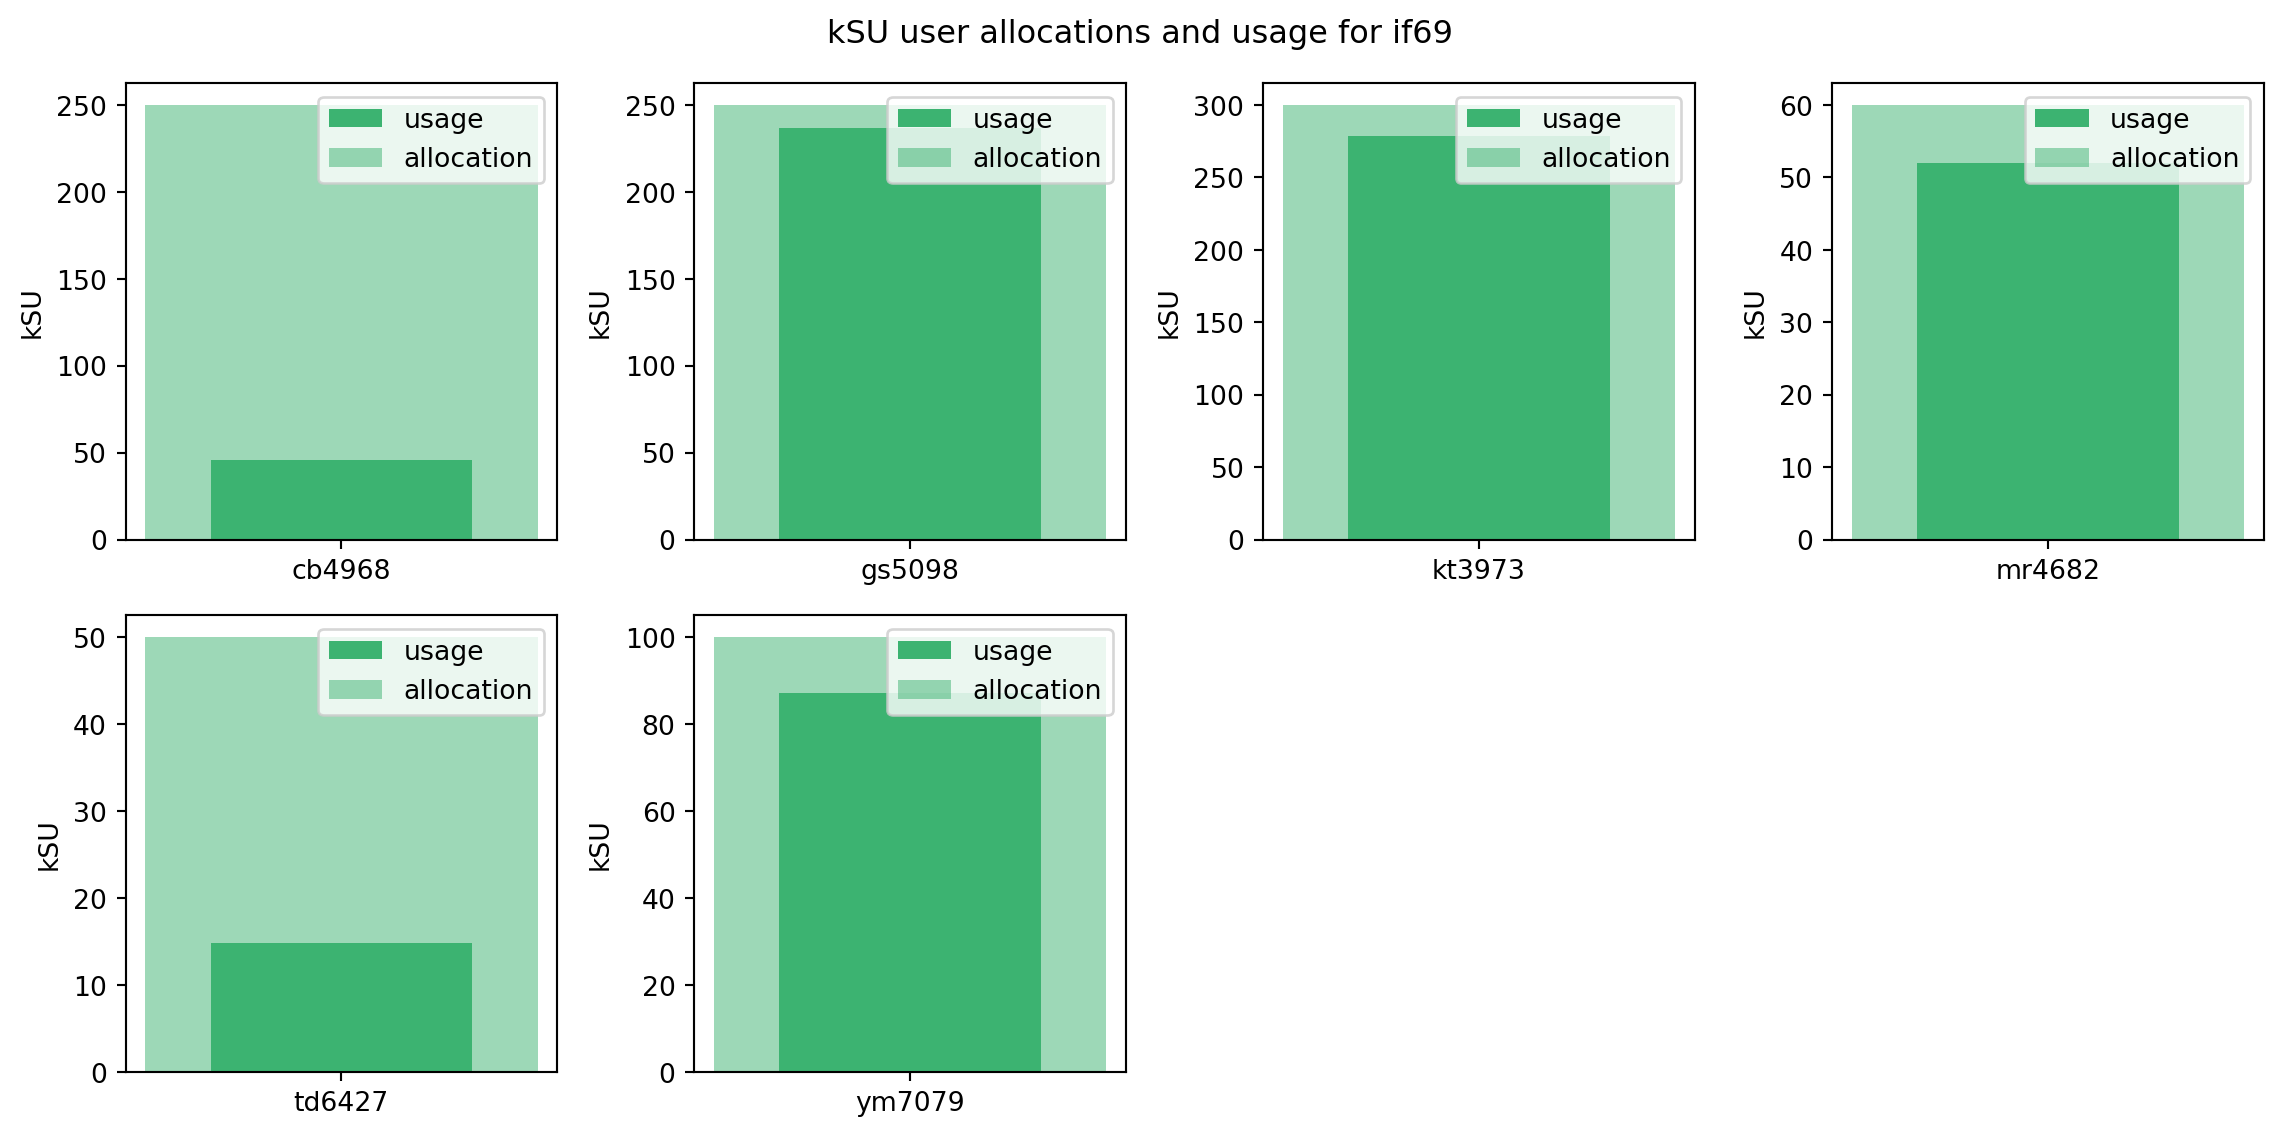 kSU user allocations and usage for if69
250
200
150
100
50
0
kSU
usage
allocation
cb4968
250
200
150
100
50
0
kSU
usage
allocation
gs5098
300
250
200
150
100
50
0
kSU
usage
allocation
kt3973
60
50
40
30
20
10
0
kSU
usage
allocation
mr4682
50
40
30
20
10
0
kSU
usage
allocation
td6427
100
80
60
40
20
0
kSU
usage
allocation
ym7079